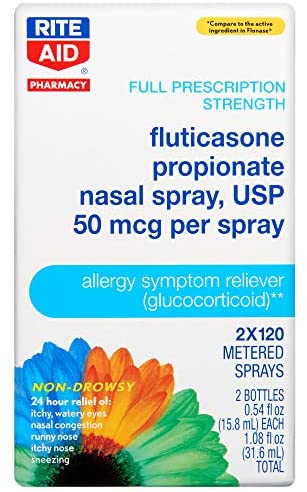 RITE
AID
®
PHARMACY
*Compare to the active
ingredient in Flonase®
FULL PRESCRIPTION
STRENGTH
fluticasone
propionate
nasal spray, USP
50 mcg per spray
allergy symptom reliever
(glucocorticoid)**
2X120
METERED
SPRAYS
2 BOTTLES
0.54 fl oz
(15.8 mL) EACH
1.08 fl oz
(31.6 mL)
TOTAL
NON-DROWSY
24 hour relief of:
itchy, watery eyes
nasal congestion
runny nose
itchy nose
sneezing